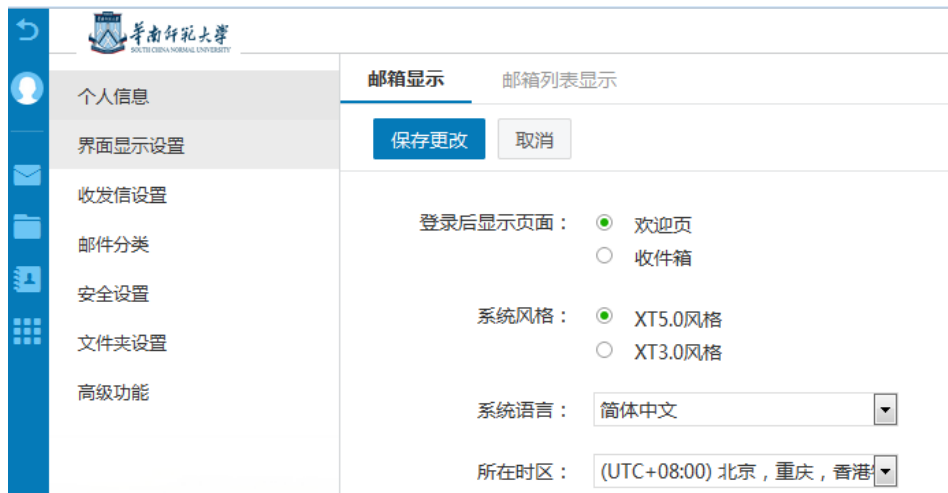 華南師範大學
SOUTH CHINA NORMAL UNIVERSITY
个人信息
界面显示设置
收发信设置
邮件分类
安全设置
文件夹设置
高级功能
邮箱显示 邮箱列表显示
保存更改 取消
登录后显示页面： 欢迎页
收件箱
系统风格： XT5.0风格
XT3.0风格
系统语言： 简体中文
所在时区： (UTC+08:00) 北京，重庆，香港